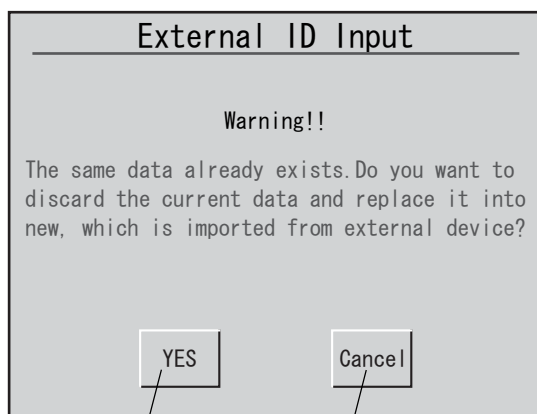 External ID Input
Warning!!
The same data already exists.Do you want to
discard the current data and replace it into
new, which is imported from external device?
YES
Cancel